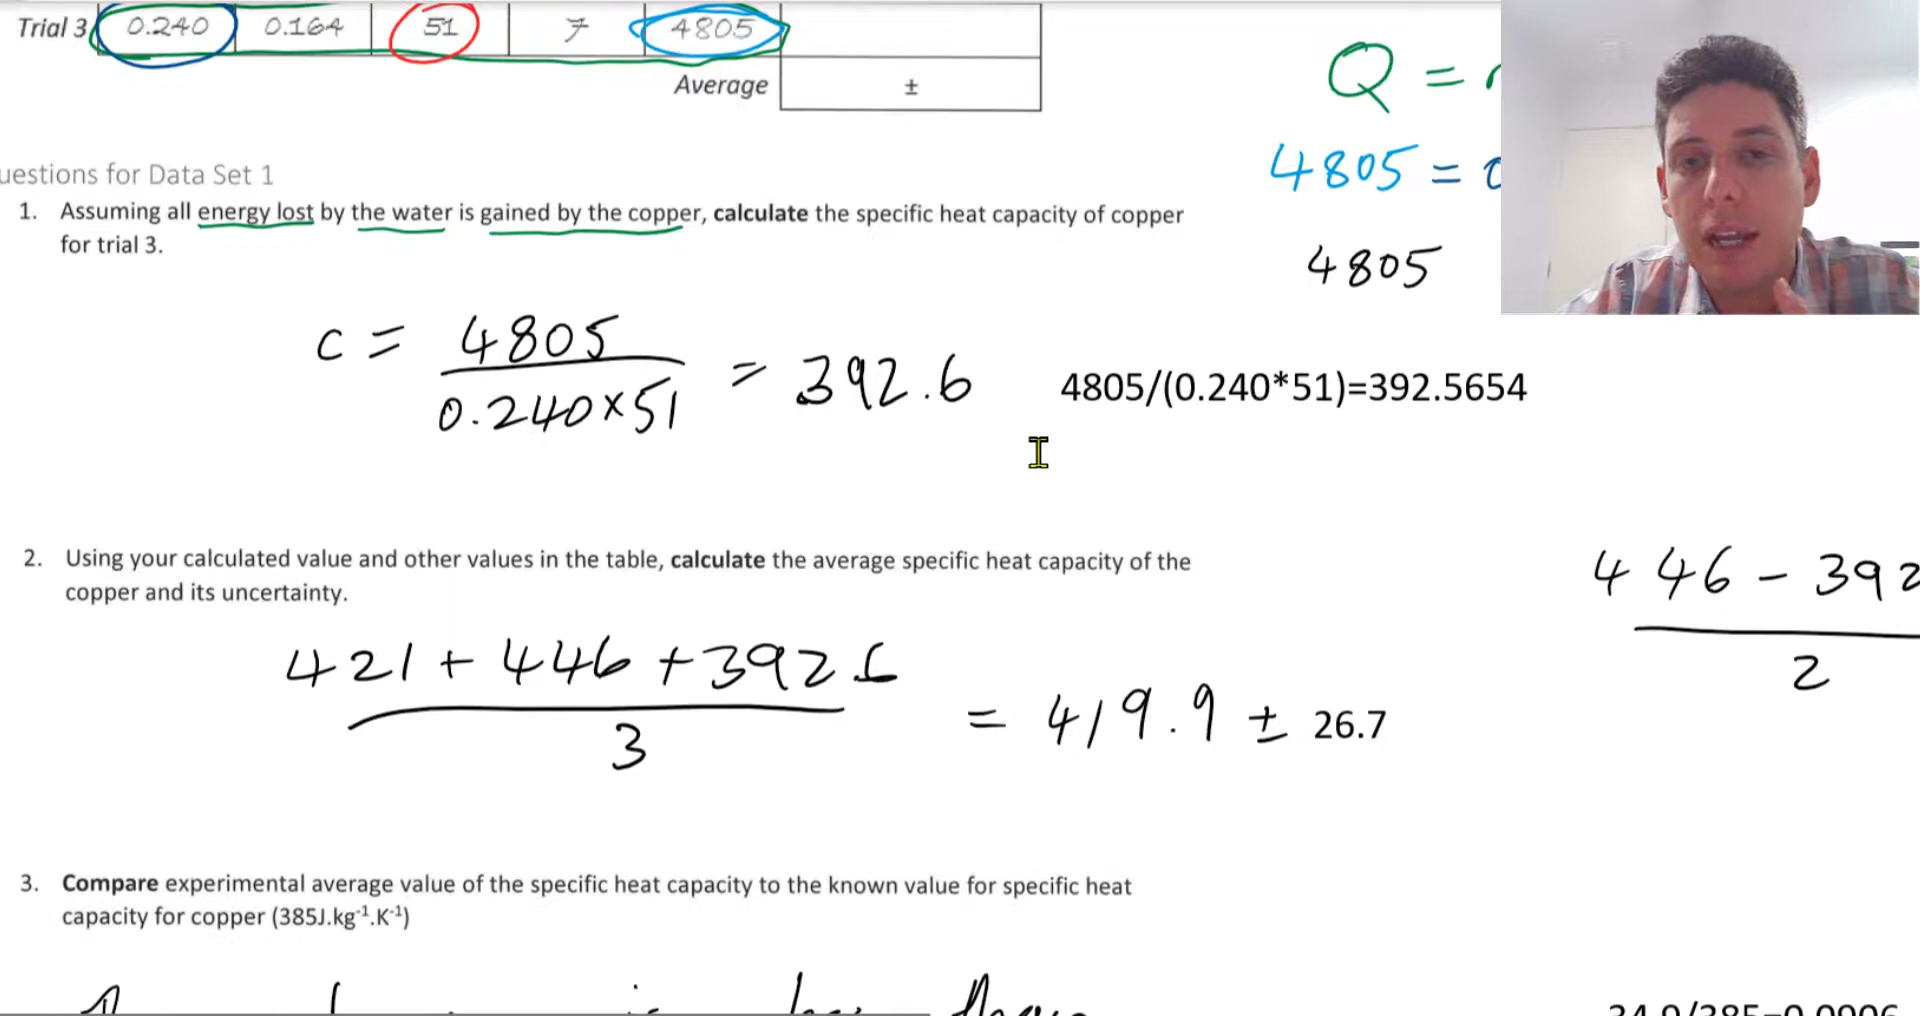 Trial 3 0.240 0.164 51 7 4805
Average ±
Q =
4805 =
4805
uestions for Data Set 1
1. Assuming all energy lost by the water is gained by the copper, calculate the specific heat capacity of copper
for trial 3.
c = 4805 / 0.240×51 = 392.6
4805/(0.240*51)=392.5654
2. Using your calculated value and other values in the table, calculate the average specific heat capacity of the
copper and its uncertainty.
446 - 392
2
421 + 446 + 392.6
3
= 419.9 ± 26.7
3. Compare experimental average value of the specific heat capacity to the known value for specific heat
capacity for copper (385J.kg⁻¹.K⁻¹)